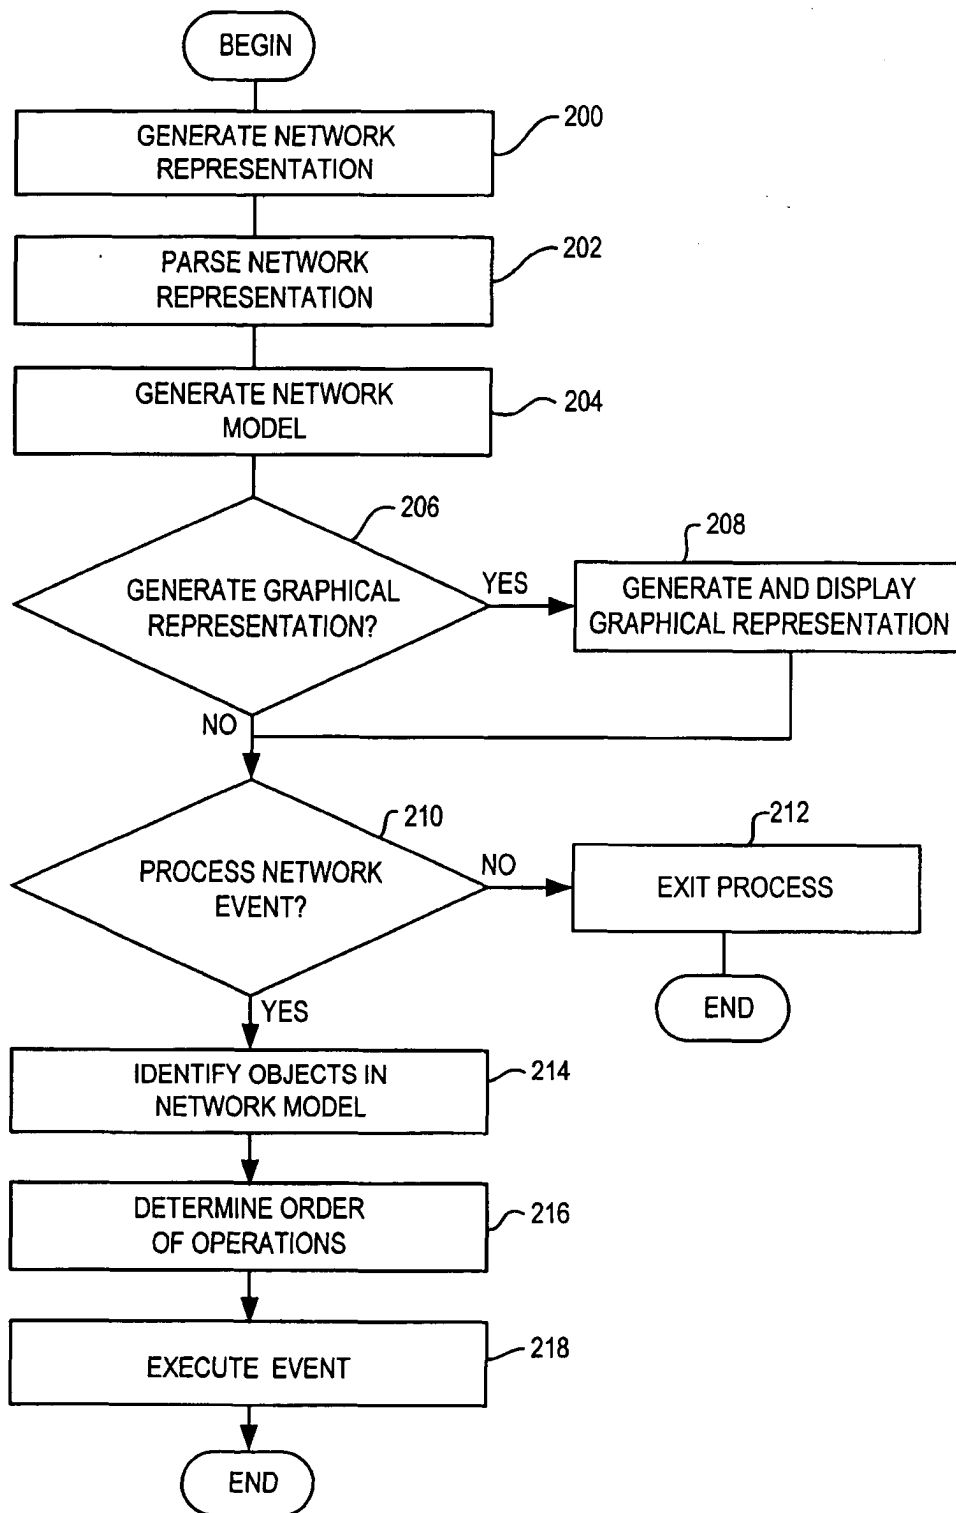 BEGIN
GENERATE NETWORK
REPRESENTATION
200
PARSE NETWORK
REPRESENTATION
202
GENERATE NETWORK
MODEL
204
GENERATE GRAPHICAL
REPRESENTATION?
206
YES
208
GENERATE AND DISPLAY
GRAPHICAL REPRESENTATION
NO
PROCESS NETWORK
EVENT?
210
NO
212
EXIT PROCESS
END
YES
IDENTIFY OBJECTS IN
NETWORK MODEL
214
DETERMINE ORDER
OF OPERATIONS
216
EXECUTE EVENT
218
END